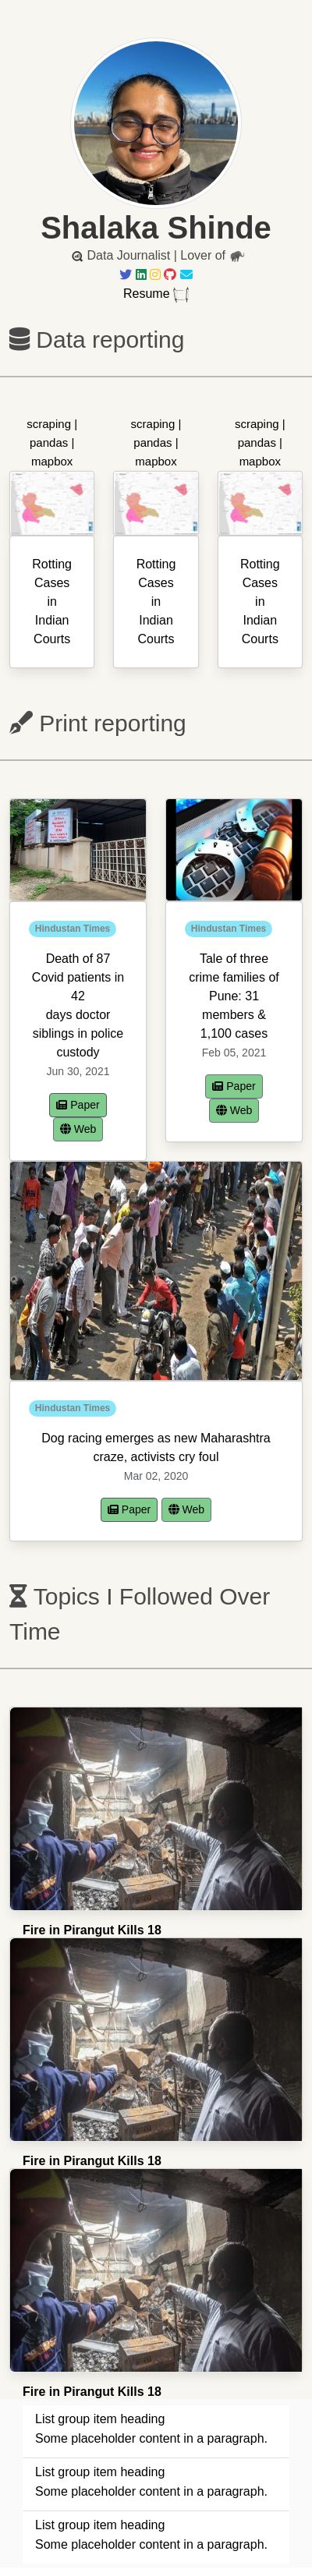 Shalaka Shinde
Data Journalist | Lover of
Resume
Data reporting
scraping |
pandas |
mapbox
Rotting
Cases
in
Indian
Courts
scraping |
pandas |
mapbox
Rotting
Cases
in
Indian
Courts
scraping |
pandas |
mapbox
Rotting
Cases
in
Indian
Courts
Print reporting
Hindustan Times
Death of 87
Covid patients in
42
days doctor
siblings in police
custody
Jun 30, 2021
Paper
Web
Hindustan Times
Tale of three
crime families of
Pune: 31
members &
1,100 cases
Feb 05, 2021
Paper
Web
Hindustan Times
Dog racing emerges as new Maharashtra
craze, activists cry foul
Mar 02, 2020
Paper Web
Topics I Followed Over
Time
Fire in Pirangut Kills 18
Fire in Pirangut Kills 18
Fire in Pirangut Kills 18
List group item heading
Some placeholder content in a paragraph.
List group item heading
Some placeholder content in a paragraph.
List group item heading
Some placeholder content in a paragraph.